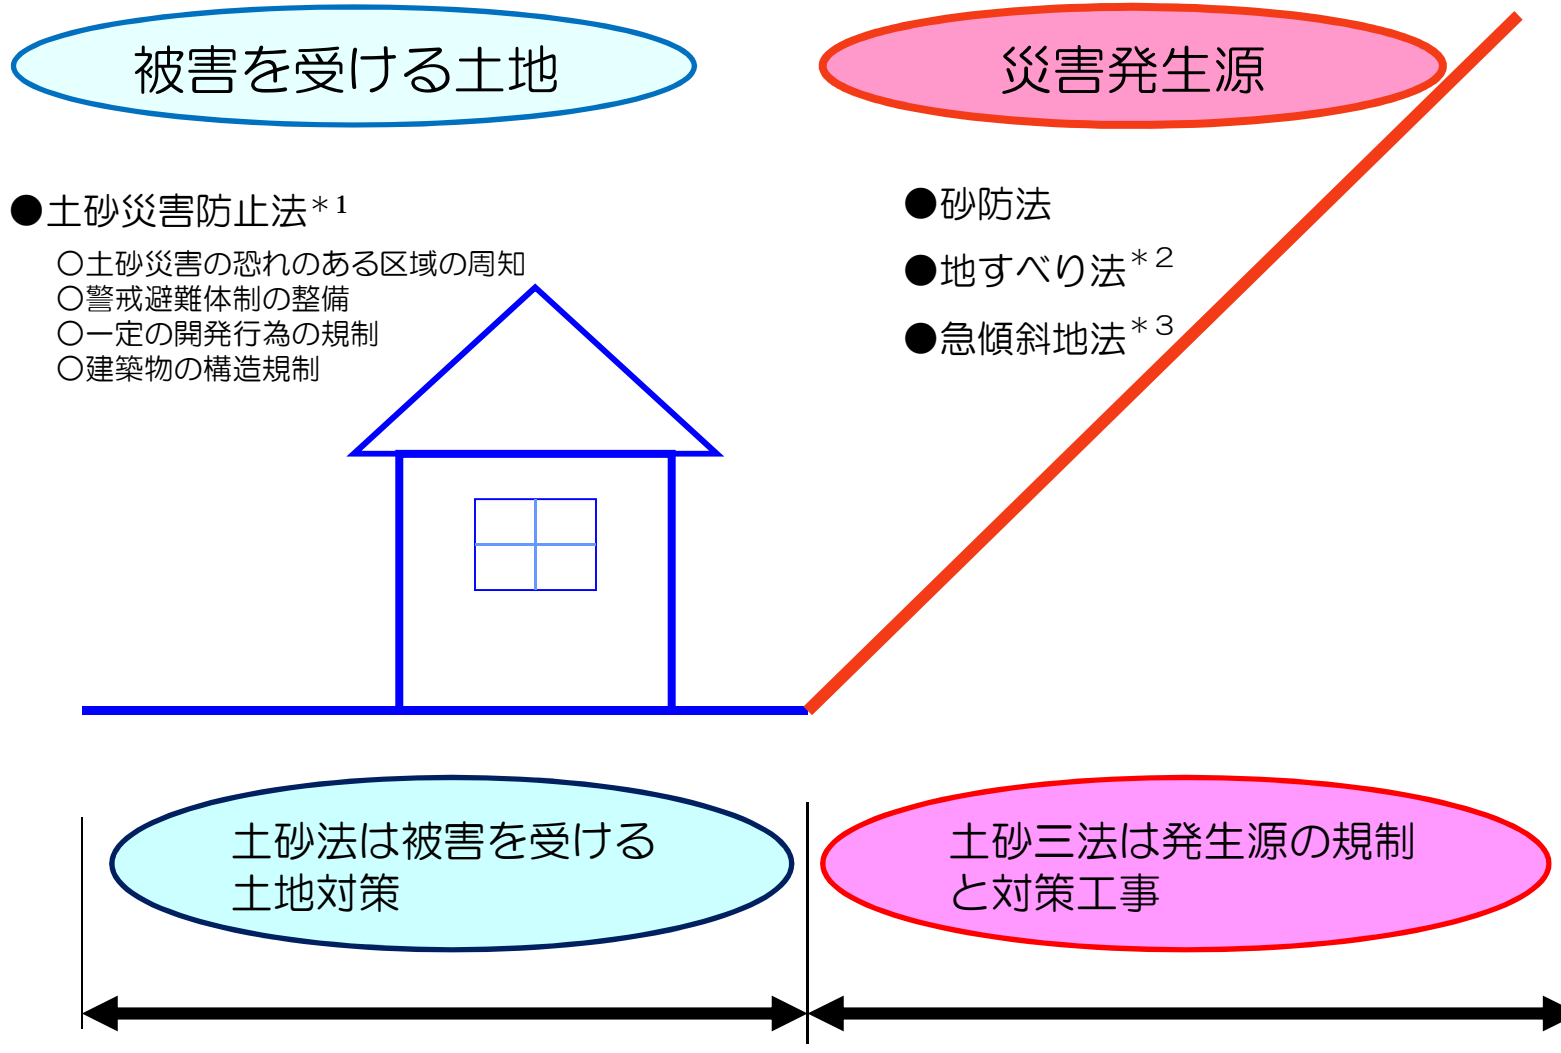 被害を受ける土地
災害発生源
●土砂災害防止法＊1
○土砂災害の恐れのある区域の周知
○警戒避難体制の整備
○一定の開発行為の規制
○建築物の構造規制
●砂防法
●地すべり法＊２
●急傾斜地法＊３
土砂法は被害を受ける
土地対策
土砂三法は発生源の規制
と対策工事